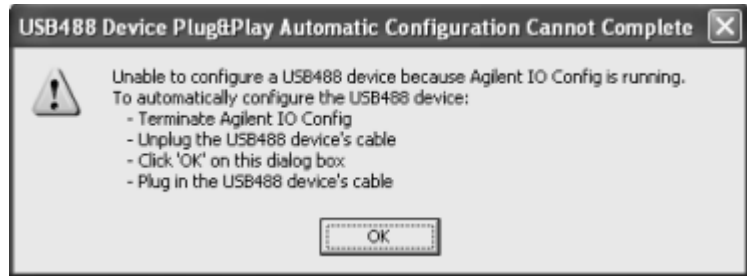 USB488 Device Plug&Play Automatic Configuration Cannot Complete
Unable to configure a USB488 device because Agilent IO Config is running.
To automatically configure the USB488 device:
- Terminate Agilent IO Config
- Unplug the USB488 device's cable
- Click 'OK' on this dialog box
- Plug in the USB488 device's cable
OK